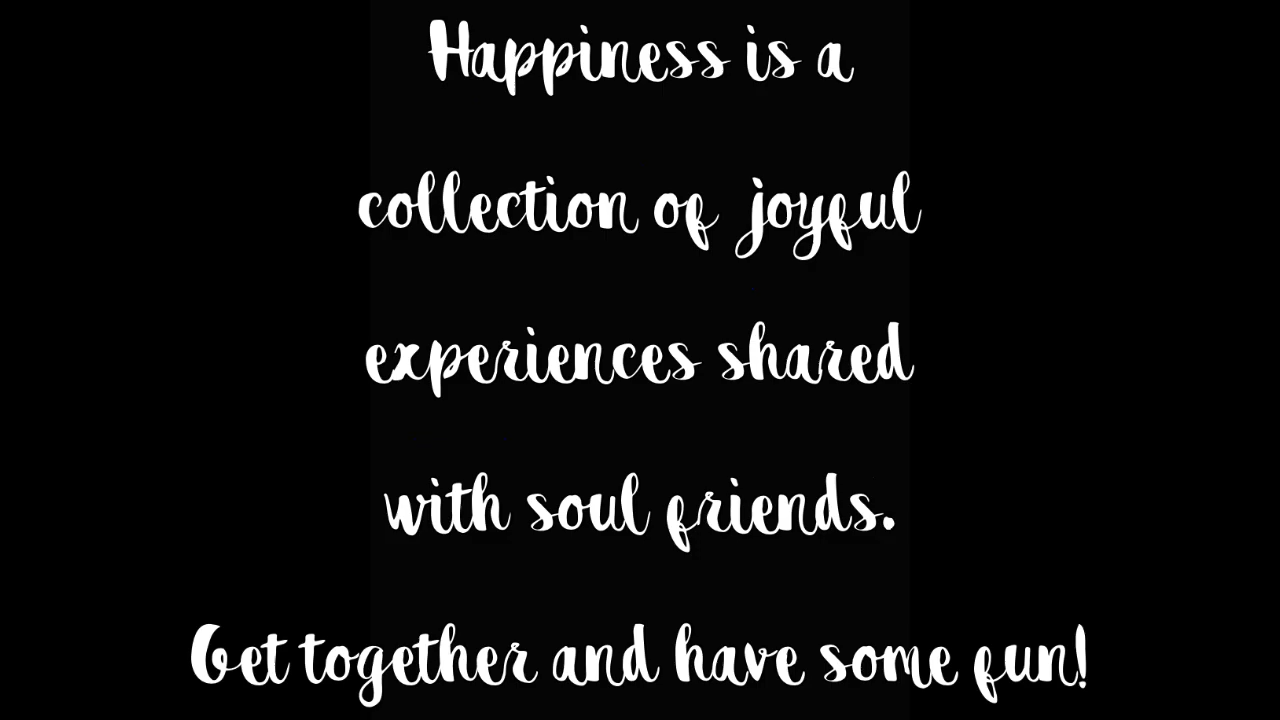 Happiness is a
collection of joyful
experiences shared
with soul friends.
Get together and have some fun!